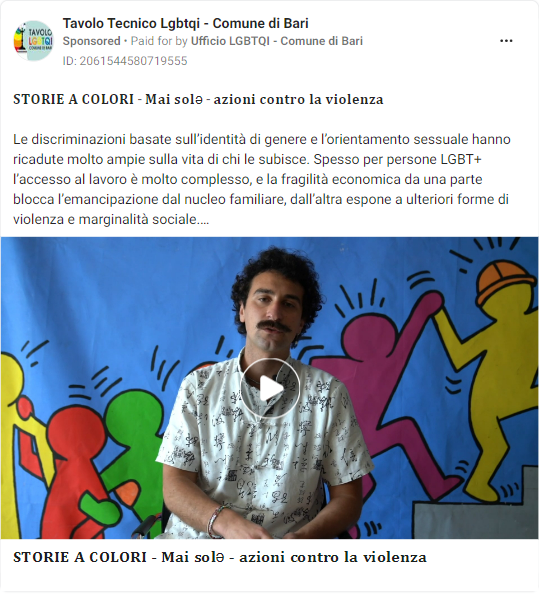 Tavolo Tecnico Lgbtqi - Comune di Bari
Sponsored • Paid for by Ufficio LGBTQI - Comune di Bari
ID: 2061544580719555
TAVOLO
LGBTQI
COMUNE DI BARI
STORIE A COLORI - Mai solə - azioni contro la violenza
Le discriminazioni basate sull’identità di genere e l’orientamento sessuale hanno
ricadute molto ampie sulla vita di chi le subisce. Spesso per persone LGBT+
l’accesso al lavoro è molto complesso, e la fragilità economica da una parte
blocca l’emancipazione dal nucleo familiare, dall’altra espone a ulteriori forme di
violenza e marginalità sociale....
STORIE A COLORI - Mai solə - azioni contro la violenza